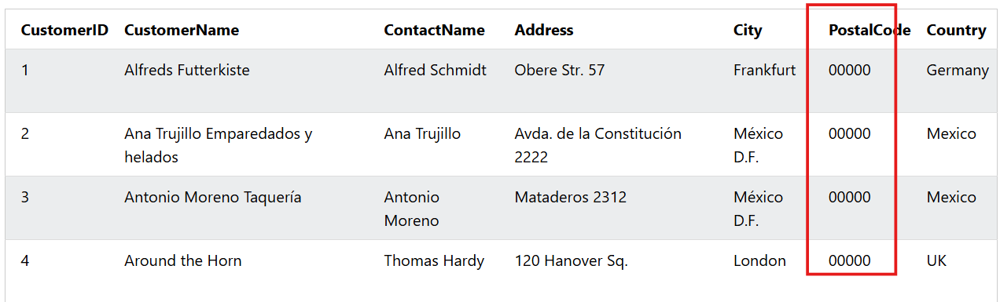 CustomerID CustomerName ContactName Address City PostalCode Country
1 Alfreds Futterkiste Alfred Schmidt Obere Str. 57 Frankfurt 00000 Germany
2 Ana Trujillo Emparedados y Ana Trujillo Avda. de la Constitución México 00000 Mexico
helados 2222 D.F.
3 Antonio Moreno Taquería Antonio Mataderos 2312 México 00000 Mexico
Moreno D.F.
4 Around the Horn Thomas Hardy 120 Hanover Sq. London 00000 UK